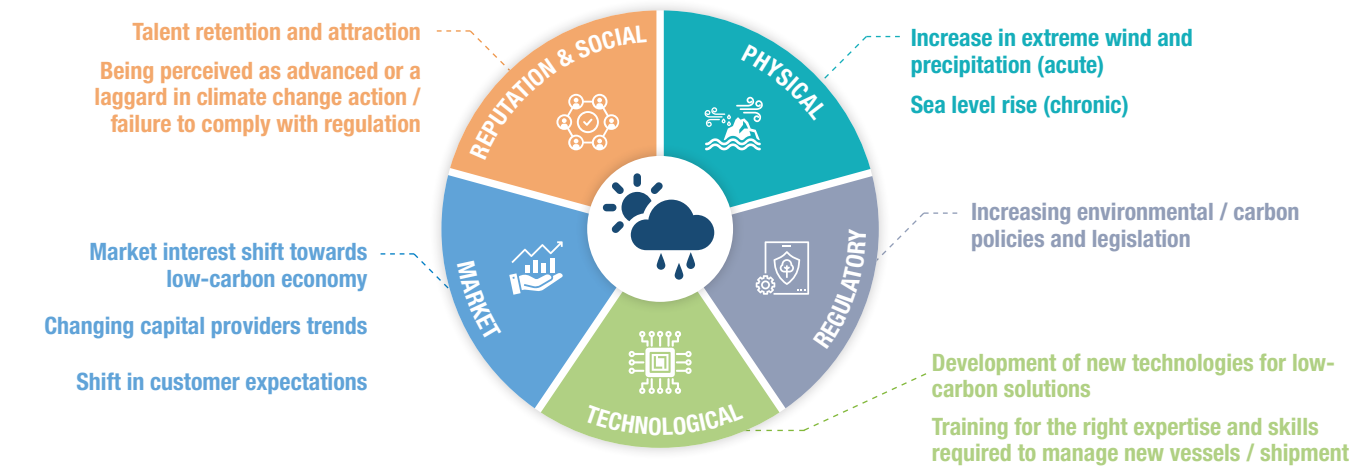 Talent retention and attraction
Being perceived as advanced or a
laggard in climate change action /
failure to comply with regulation
REPUTATION & SOCIAL
PHYSICAL
Increase in extreme wind and
precipitation (acute)
Sea level rise (chronic)
Market interest shift towards
low-carbon economy
Changing capital providers trends
Shift in customer expectations
MARKET
REGULATORY
Increasing environmental / carbon
policies and legislation
TECHNOLOGICAL
Development of new technologies for low-
carbon solutions
Training for the right expertise and skills
required to manage new vessels / shipment